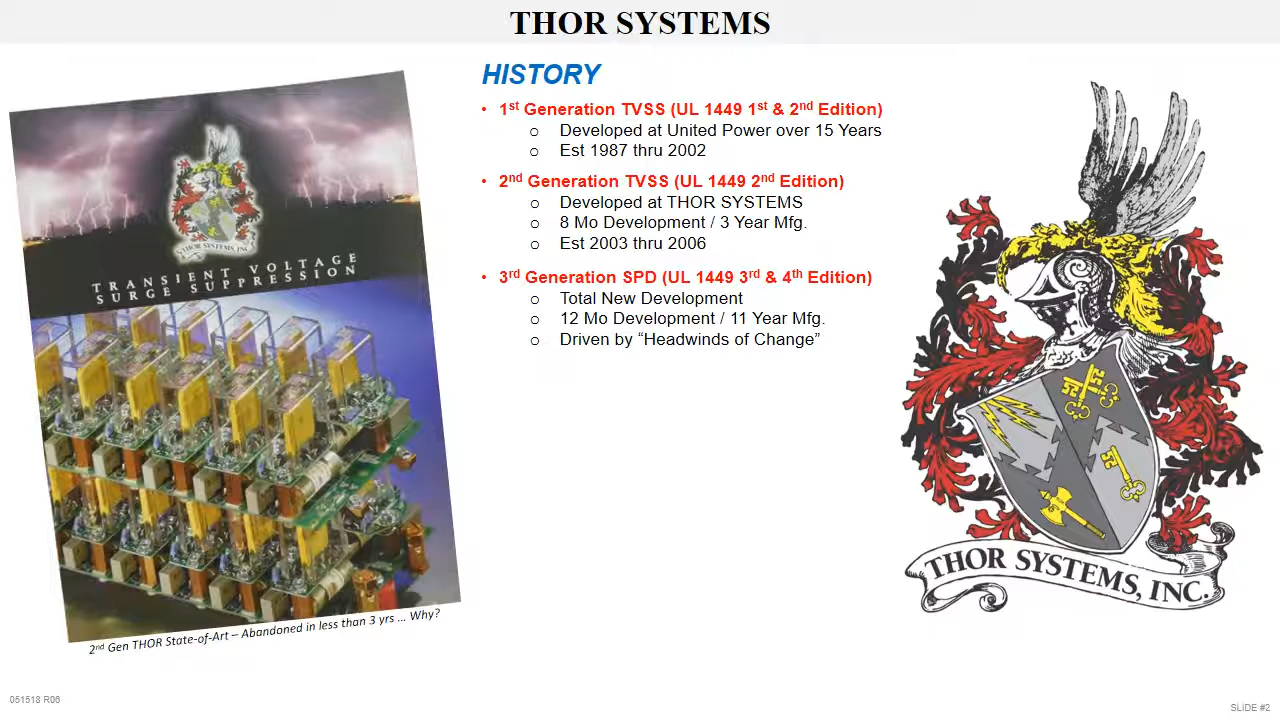 THOR SYSTEMS
HISTORY
• 1st Generation TVSS (UL 1449 1st & 2nd Edition)
o Developed at United Power over 15 Years
o Est 1987 thru 2002
• 2nd Generation TVSS (UL 1449 2nd Edition)
o Developed at THOR SYSTEMS
o 8 Mo Development / 3 Year Mfg.
o Est 2003 thru 2006
• 3rd Generation SPD (UL 1449 3rd & 4th Edition)
o Total New Development
o 12 Mo Development / 11 Year Mfg.
o Driven by “Headwinds of Change”
THOR SYSTEMS, INC.
TRANSIENT VOLTAGE
SURGE SUPPRESSION
2nd Gen THOR State-of-Art – Abandoned in less than 3 yrs ... Why?
THOR SYSTEMS, INC.
051518 R06
SLIDE #2